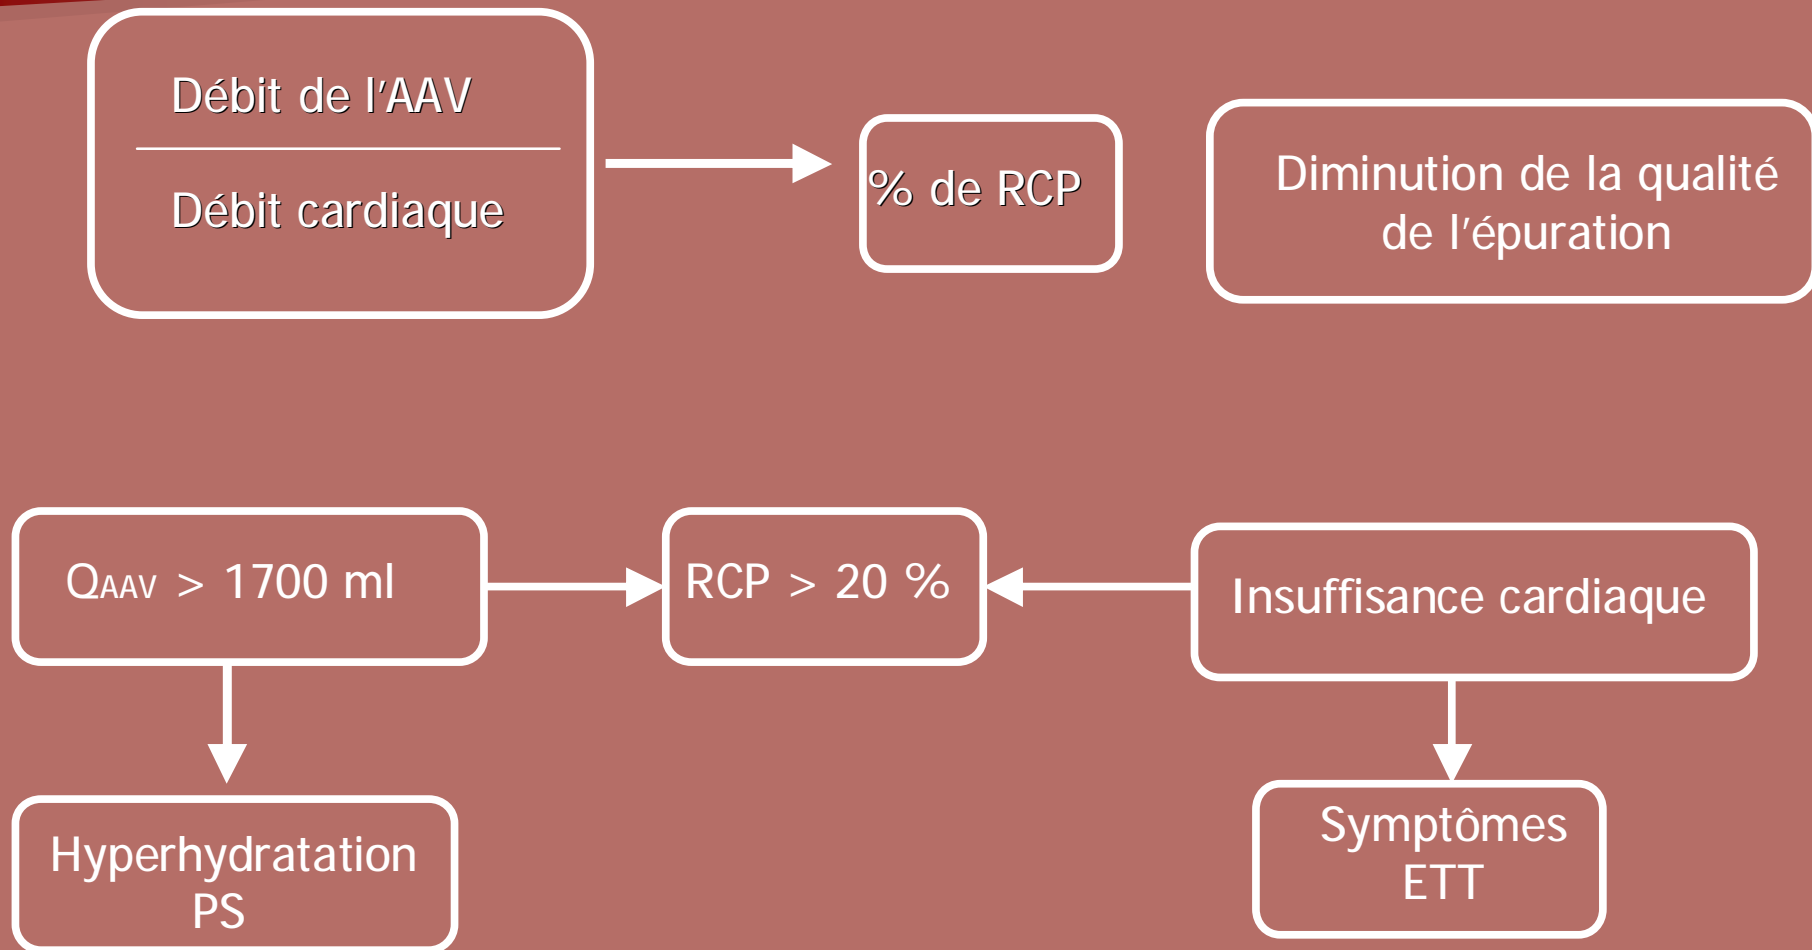 Débit de l'AAV
Débit cardiaque
% de RCP
Diminution de la qualité
de l'épuration
QAAV > 1700 ml
RCP > 20 %
Insuffisance cardiaque
Hyperhydratation
PS
Symptômes
ETT